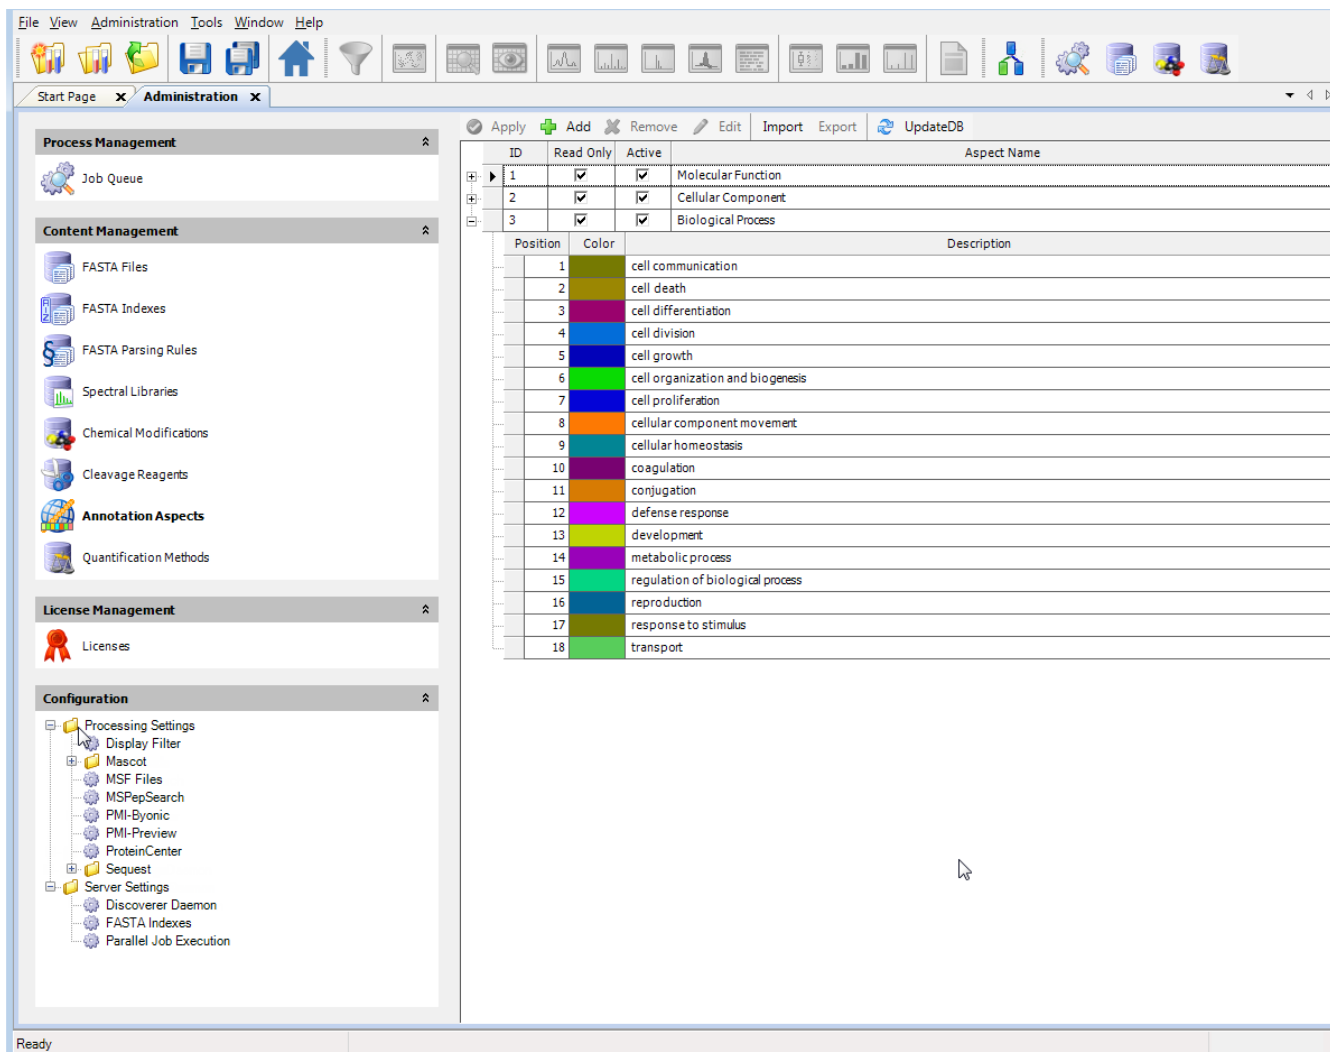 File View Administration Tools Window Help
Start Page x Administration x
Process Management
Job Queue
Content Management
FASTA Files
FASTA Indexes
FASTA Parsing Rules
Spectral Libraries
Chemical Modifications
Cleavage Reagents
Annotation Aspects
Quantification Methods
License Management
Licenses
Configuration
Processing Settings
Display Filter
Mascot
MSF Files
MSPepSearch
PMI-Byonic
PMI-Preview
ProteinCenter
Sequest
Server Settings
Discoverer Daemon
FASTA Indexes
Parallel Job Execution
Apply Add Remove Edit Import Export UpdateDB
ID Read Only Active Aspect Name
1 Molecular Function
2 Cellular Component
3 Biological Process
Position Color Description
1 cell communication
2 cell death
3 cell differentiation
4 cell division
5 cell growth
6 cell organization and biogenesis
7 cell proliferation
8 cellular component movement
9 cellular homeostasis
10 coagulation
11 conjugation
12 defense response
13 development
14 metabolic process
15 regulation of biological process
16 reproduction
17 response to stimulus
18 transport
Ready